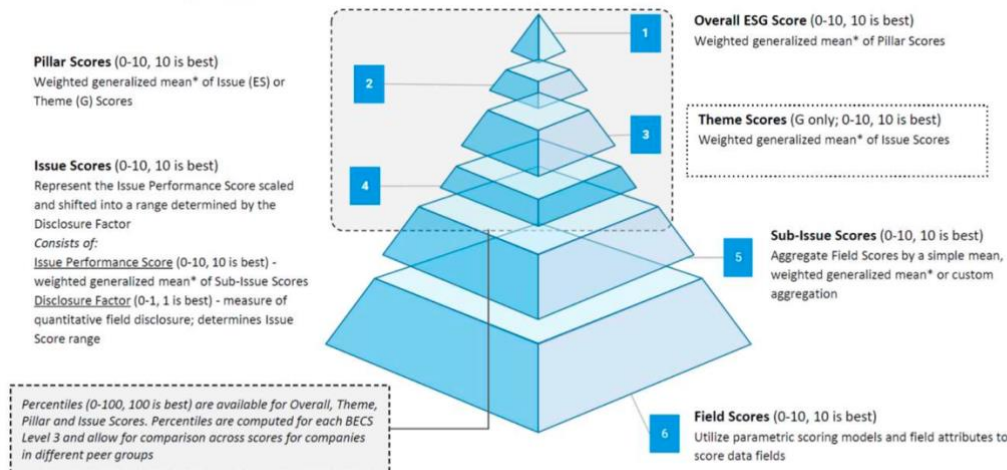 Overall ESG Score (0-10, 10 is best)
Weighted generalized mean* of Pillar Scores
1
Pillar Scores (0-10, 10 is best)
Weighted generalized mean* of Issue (ES) or
Theme (G) Scores
2
Theme Scores (G only; 0-10, 10 is best)
Weighted generalized mean* of Issue Scores
3
Issue Scores (0-10, 10 is best)
Represent the Issue Performance Score scaled
and shifted into a range determined by the
Disclosure Factor
Consists of:
Issue Performance Score (0-10, 10 is best) -
weighted generalized mean* of Sub-Issue Scores
Disclosure Factor (0-1, 1 is best) - measure of
quantitative field disclosure; determines Issue
Score range
4
Sub-Issue Scores (0-10, 10 is best)
Aggregate Field Scores by a simple mean,
weighted generalized mean* or custom
aggregation
5
Percentiles (0-100, 100 is best) are available for Overall, Theme,
Pillar and Issue Scores. Percentiles are computed for each BECS
Level 3 and allow for comparison across scores for companies
in different peer groups
Field Scores (0-10, 10 is best)
Utilize parametric scoring models and field attributes to
score data fields
6